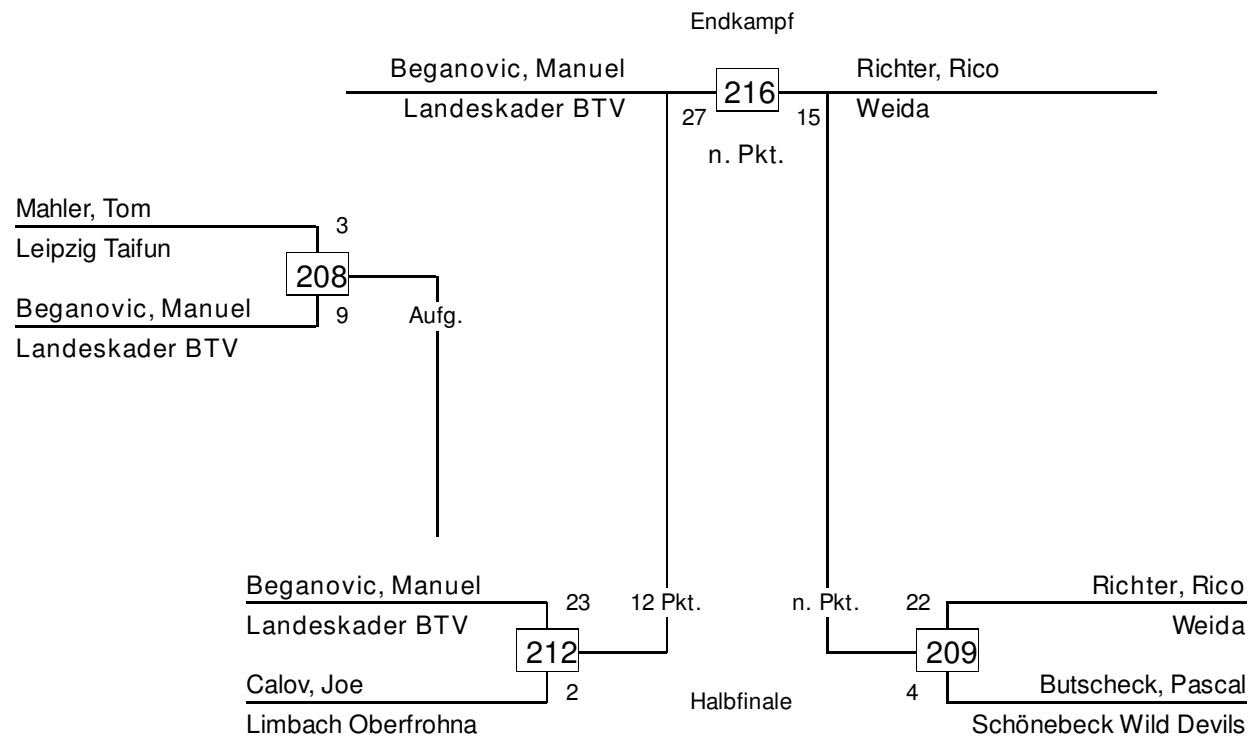 Endkampf
Beganovic, Manuel
Landeskader BTV
27
216
15
n. Pkt.
Richter, Rico
Weida
Mahler, Tom
Leipzig Taifun
3
208
Beganovic, Manuel
Landeskader BTV
9
Aufg.
Beganovic, Manuel
Landeskader BTV
23
12 Pkt.
212
Calov, Joe
Limbach Oberfrohna
2
n. Pkt.
22
Richter, Rico
Weida
209
4
Butscheck, Pascal
Schönebeck Wild Devils
Halbfinale